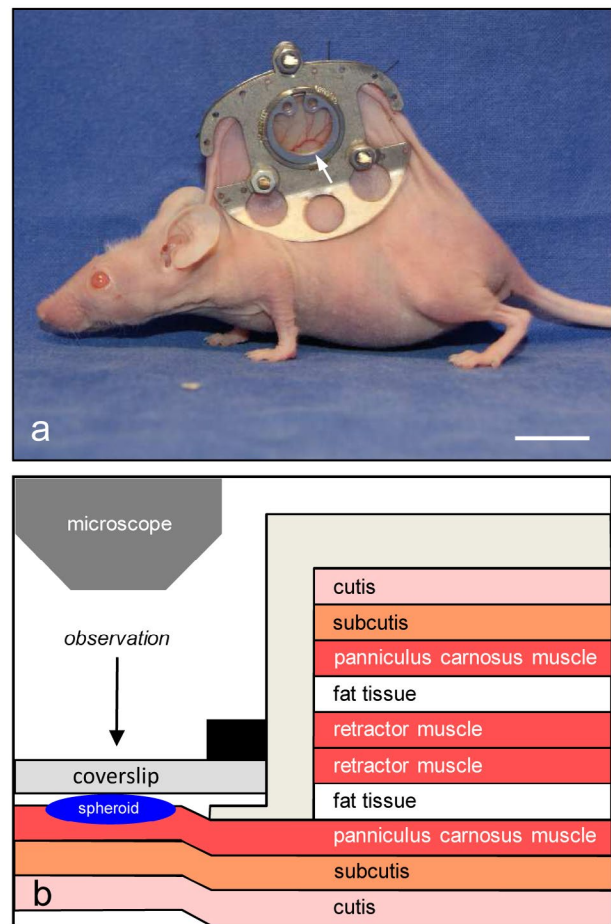 a
microscope
observation
coverslip
spheroid
cutis
subcutis
panniculus carnosus muscle
fat tissue
retractor muscle
retractor muscle
fat tissue
panniculus carnosus muscle
subcutis
cutis
b